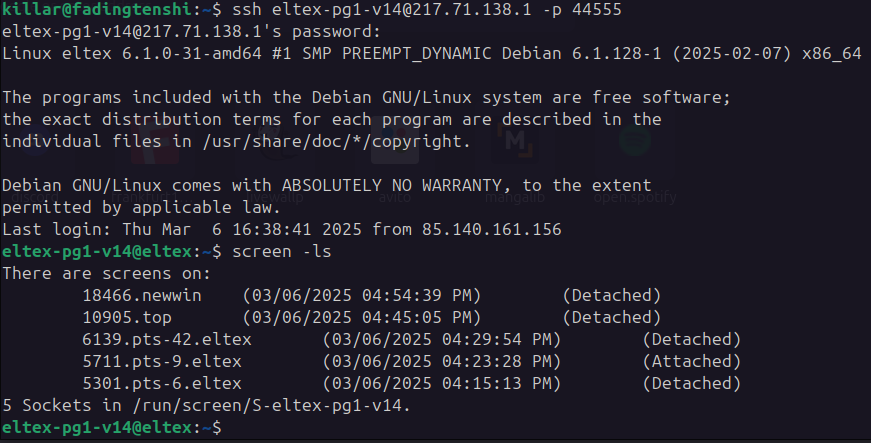 killar@fadingtenshi:~$ ssh eltex-pg1-v14@217.71.138.1 -p 44555
eltex-pg1-v14@217.71.138.1's password:
Linux eltex 6.1.0-31-amd64 #1 SMP PREEMPT_DYNAMIC Debian 6.1.128-1 (2025-02-07) x86_64
The programs included with the Debian GNU/Linux system are free software;
the exact distribution terms for each program are described in the
individual files in /usr/share/doc/*/copyright.
Debian GNU/Linux comes with ABSOLUTELY NO WARRANTY, to the extent
permitted by applicable law.
Last login: Thu Mar  6 16:38:41 2025 from 85.140.161.156
eltex-pg1-v14@eltex:~$ screen -ls
There are screens on:
        18466.newwin    (03/06/2025 04:54:39 PM)        (Detached)
        10905.top       (03/06/2025 04:45:05 PM)        (Detached)
        6139.pts-42.eltex       (03/06/2025 04:29:54 PM)        (Detached)
        5711.pts-9.eltex        (03/06/2025 04:23:28 PM)        (Attached)
        5301.pts-6.eltex        (03/06/2025 04:15:13 PM)        (Detached)
5 Sockets in /run/screen/S-eltex-pg1-v14.
eltex-pg1-v14@eltex:~$
avito
mangalib
open.spotify